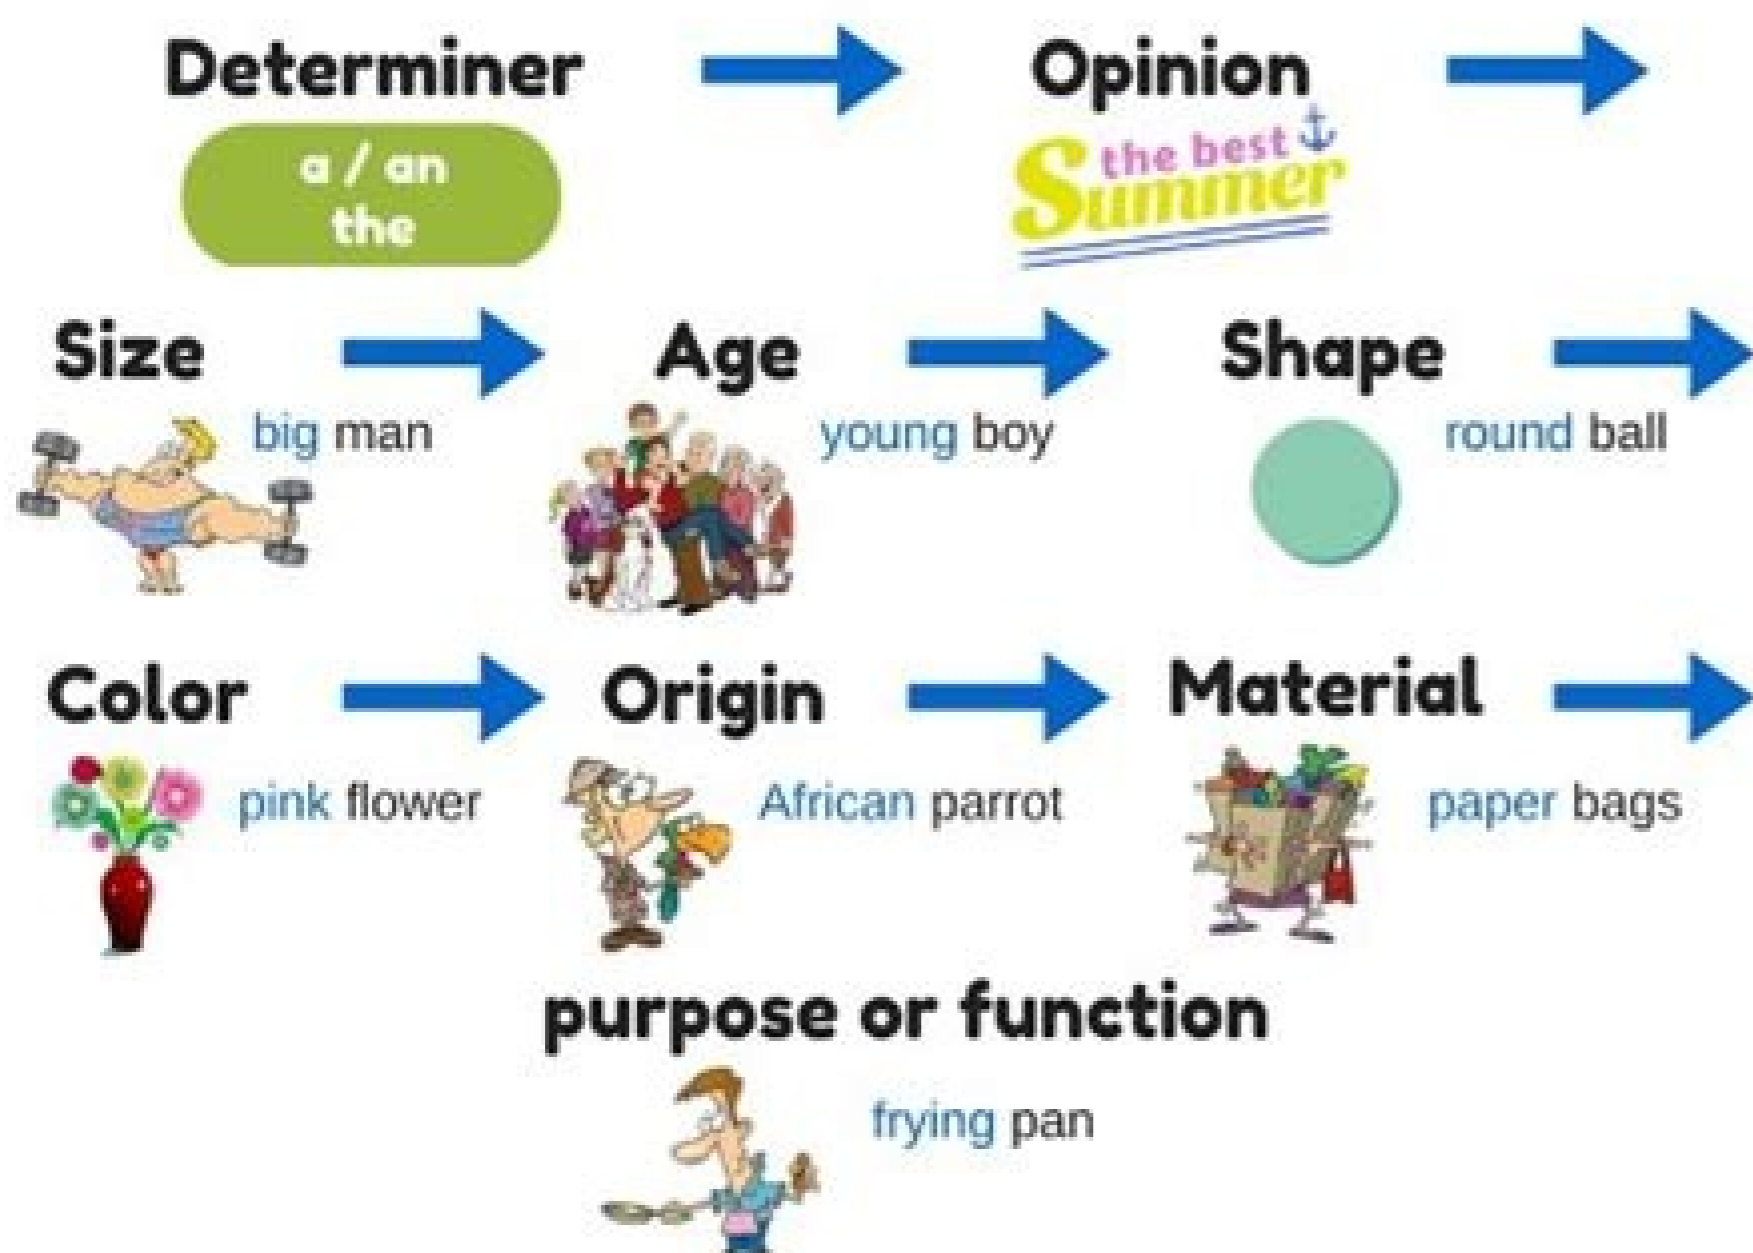 Determiner
Opinion
a / an
the
the best
Summer
Size
Age
Shape
big man
young boy
round ball
Color
Origin
Material
pink flower
African parrot
paper bags
purpose or function
frying pan